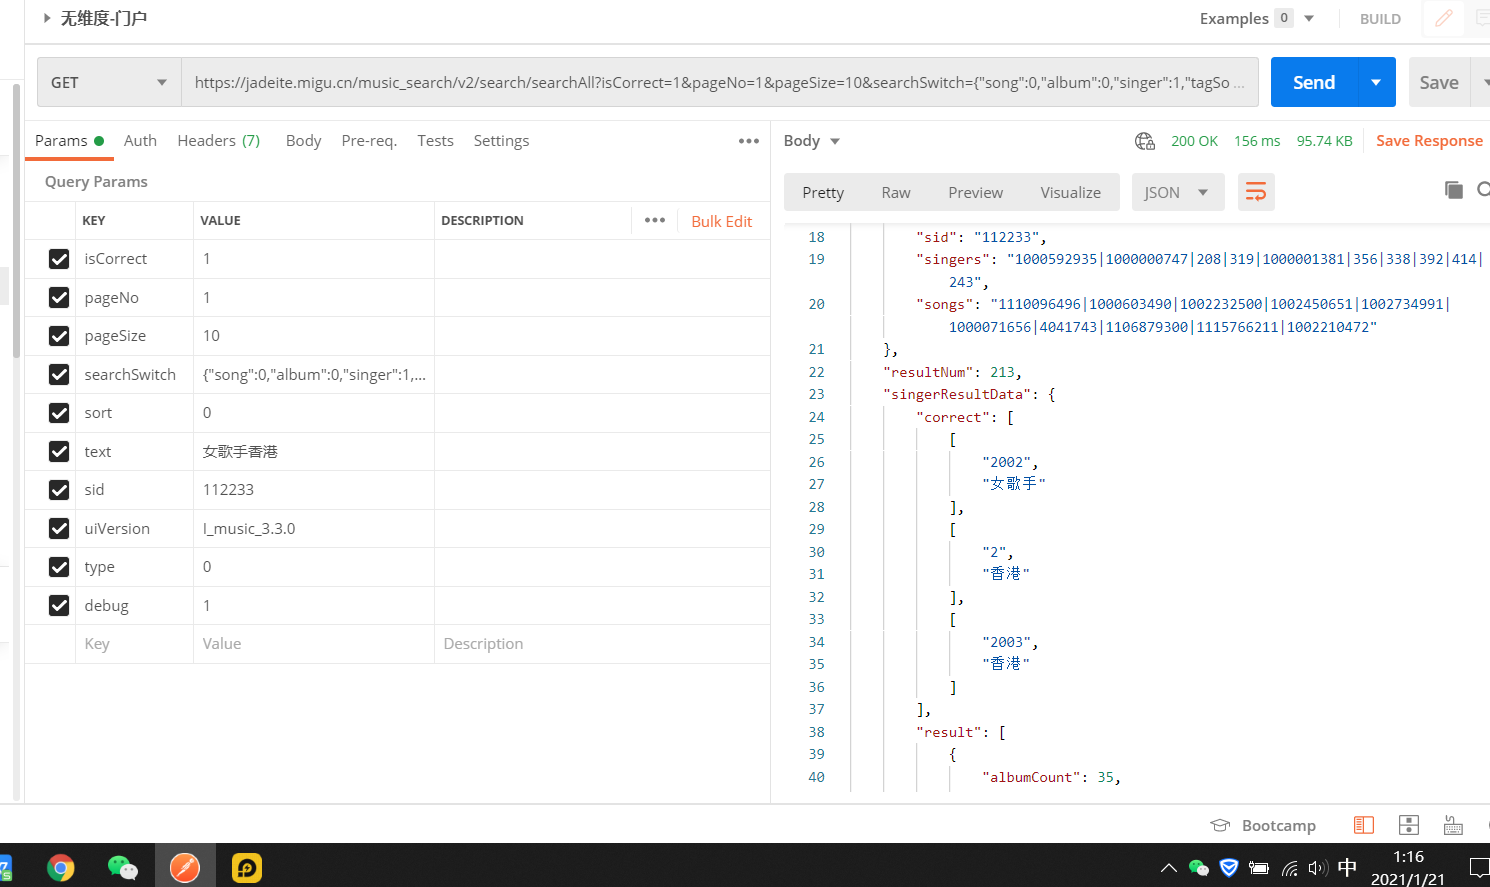 无维度-门户
Examples 0
BUILD
GET
https://jadeite.migu.cn/music_search/v2/search/searchAll?isCorrect=1&pageNo=1&pageSize=10&searchSwitch={"song":0,"album":0,"singer":1,"tagSo ...
Send
Save
Params
Auth
Headers (7)
Body
Pre-req.
Tests
Settings
Query Params
KEY VALUE DESCRIPTION
Bulk Edit
isCorrect 1
pageNo 1
pageSize 10
searchSwitch {"song":0,"album":0,"singer":1,...
sort 0
text 女歌手香港
sid 112233
uiVersion I_music_3.3.0
type 0
debug 1
Key Value Description
Body
200 OK 156 ms 95.74 KB
Save Response
Pretty Raw Preview Visualize
JSON
18 "sid": "112233",
19 "singers": "1000592935|1000000747|208|319|1000001381|356|338|392|414|
243",
20 "songs": "1110096496|1000603490|1002232500|1002450651|1002734991|
1000071656|4041743|1106879300|1115766211|1002210472"
21 },
22 "resultNum": 213,
23 "singerResultData": {
24 "correct": [
25 [
26 "2002",
27 "女歌手"
28 ],
29 [
30 "2",
31 "香港"
32 ],
33 [
34 "2003",
35 "香港"
36 ]
37 ],
38 "result": [
39 {
40 "albumCount": 35,
Bootcamp
中
1:16
2021/1/21